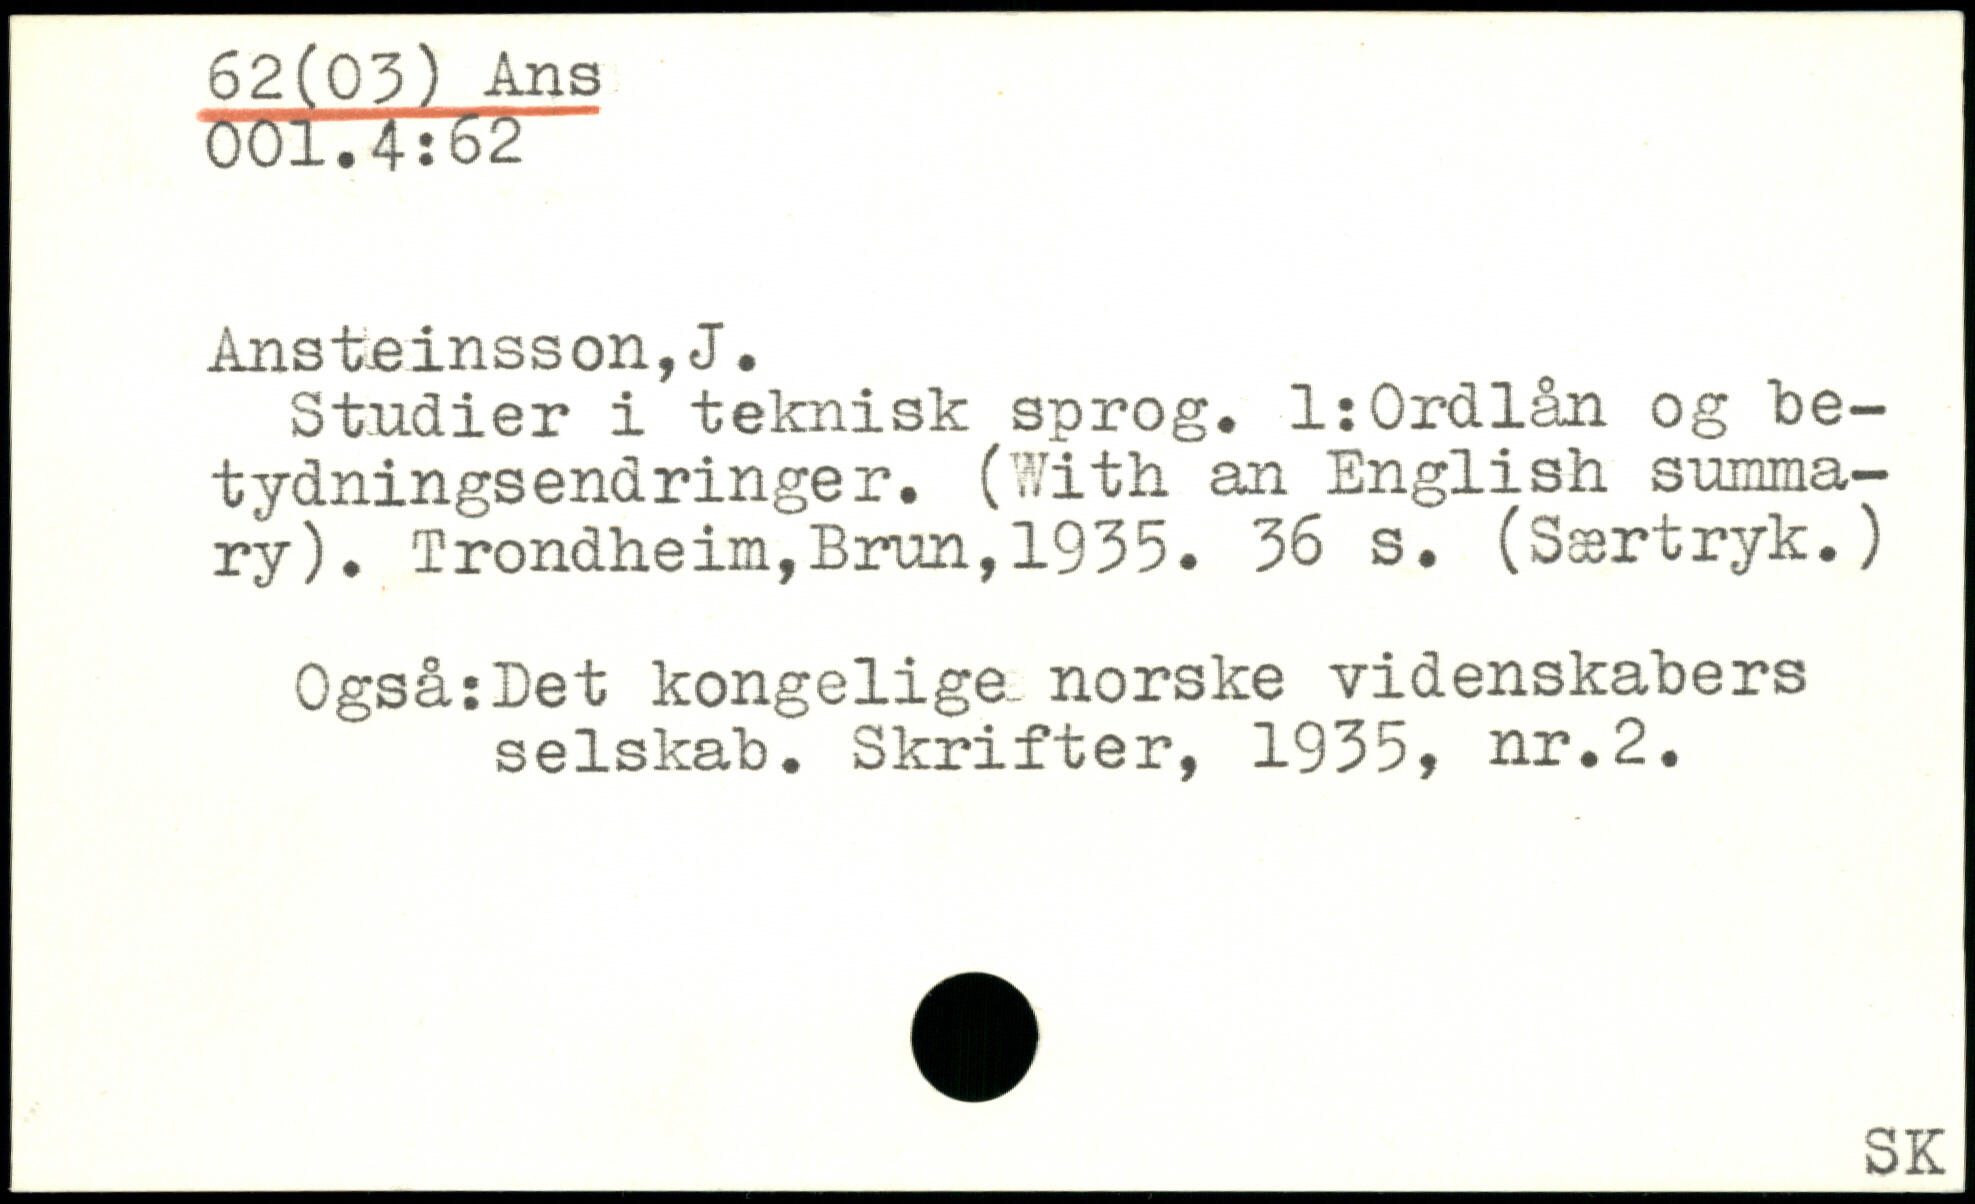 62(03) Ans
001.4:62
Ansteinsson,J.
Studier i teknisk sprog. 1:Ordlån og be-
tydningsendringer. (With an English summa-
ry). Trondheim,Brun,1935. 36 s. (Særtryk.)
Også:Det kongelige norske videnskabers
selskab. Skrifter, 1935, nr.2.
SK